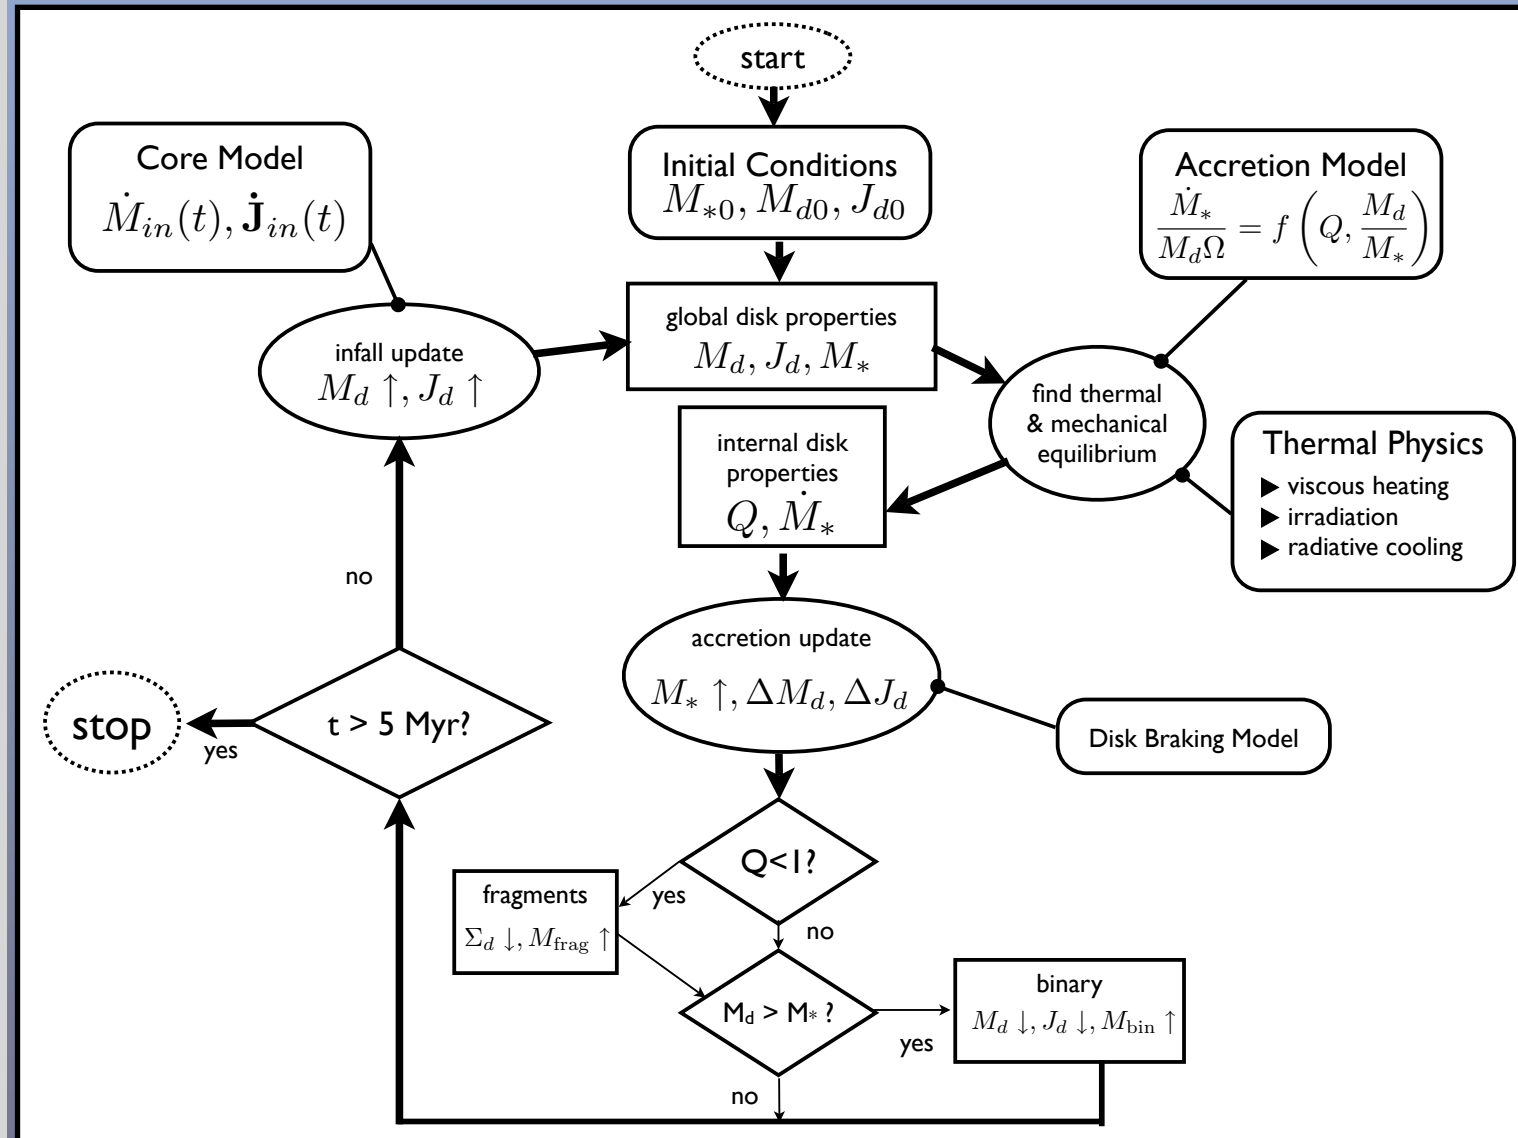 start
Core Model
Ṁ_in(t), J̇_in(t)
Initial Conditions
M_*0, M_d0, J_d0
Accretion Model
Ṁ_* / M_dΩ = f (Q, M_d / M_*)
global disk properties
M_d, J_d, M_*
infall update
M_d ↑, J_d ↑
find thermal
& mechanical
equilibrium
internal disk
properties
Q, Ṁ_*
Thermal Physics
▶ viscous heating
▶ irradiation
▶ radiative cooling
no
accretion update
M_* ↑, ΔM_d, ΔJ_d
stop
yes
t > 5 Myr?
Disk Braking Model
Q<1?
yes
no
fragments
Σ_d ↓, M_frag ↑
M_d > M_* ?
yes
no
binary
M_d ↓, J_d ↓, M_bin ↑